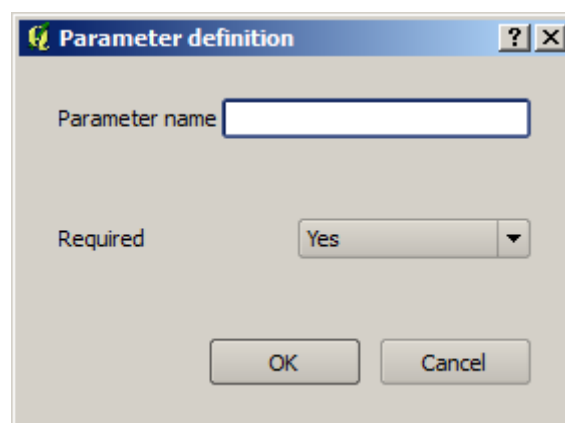 Parameter definition
Parameter name
Required Yes
OK Cancel